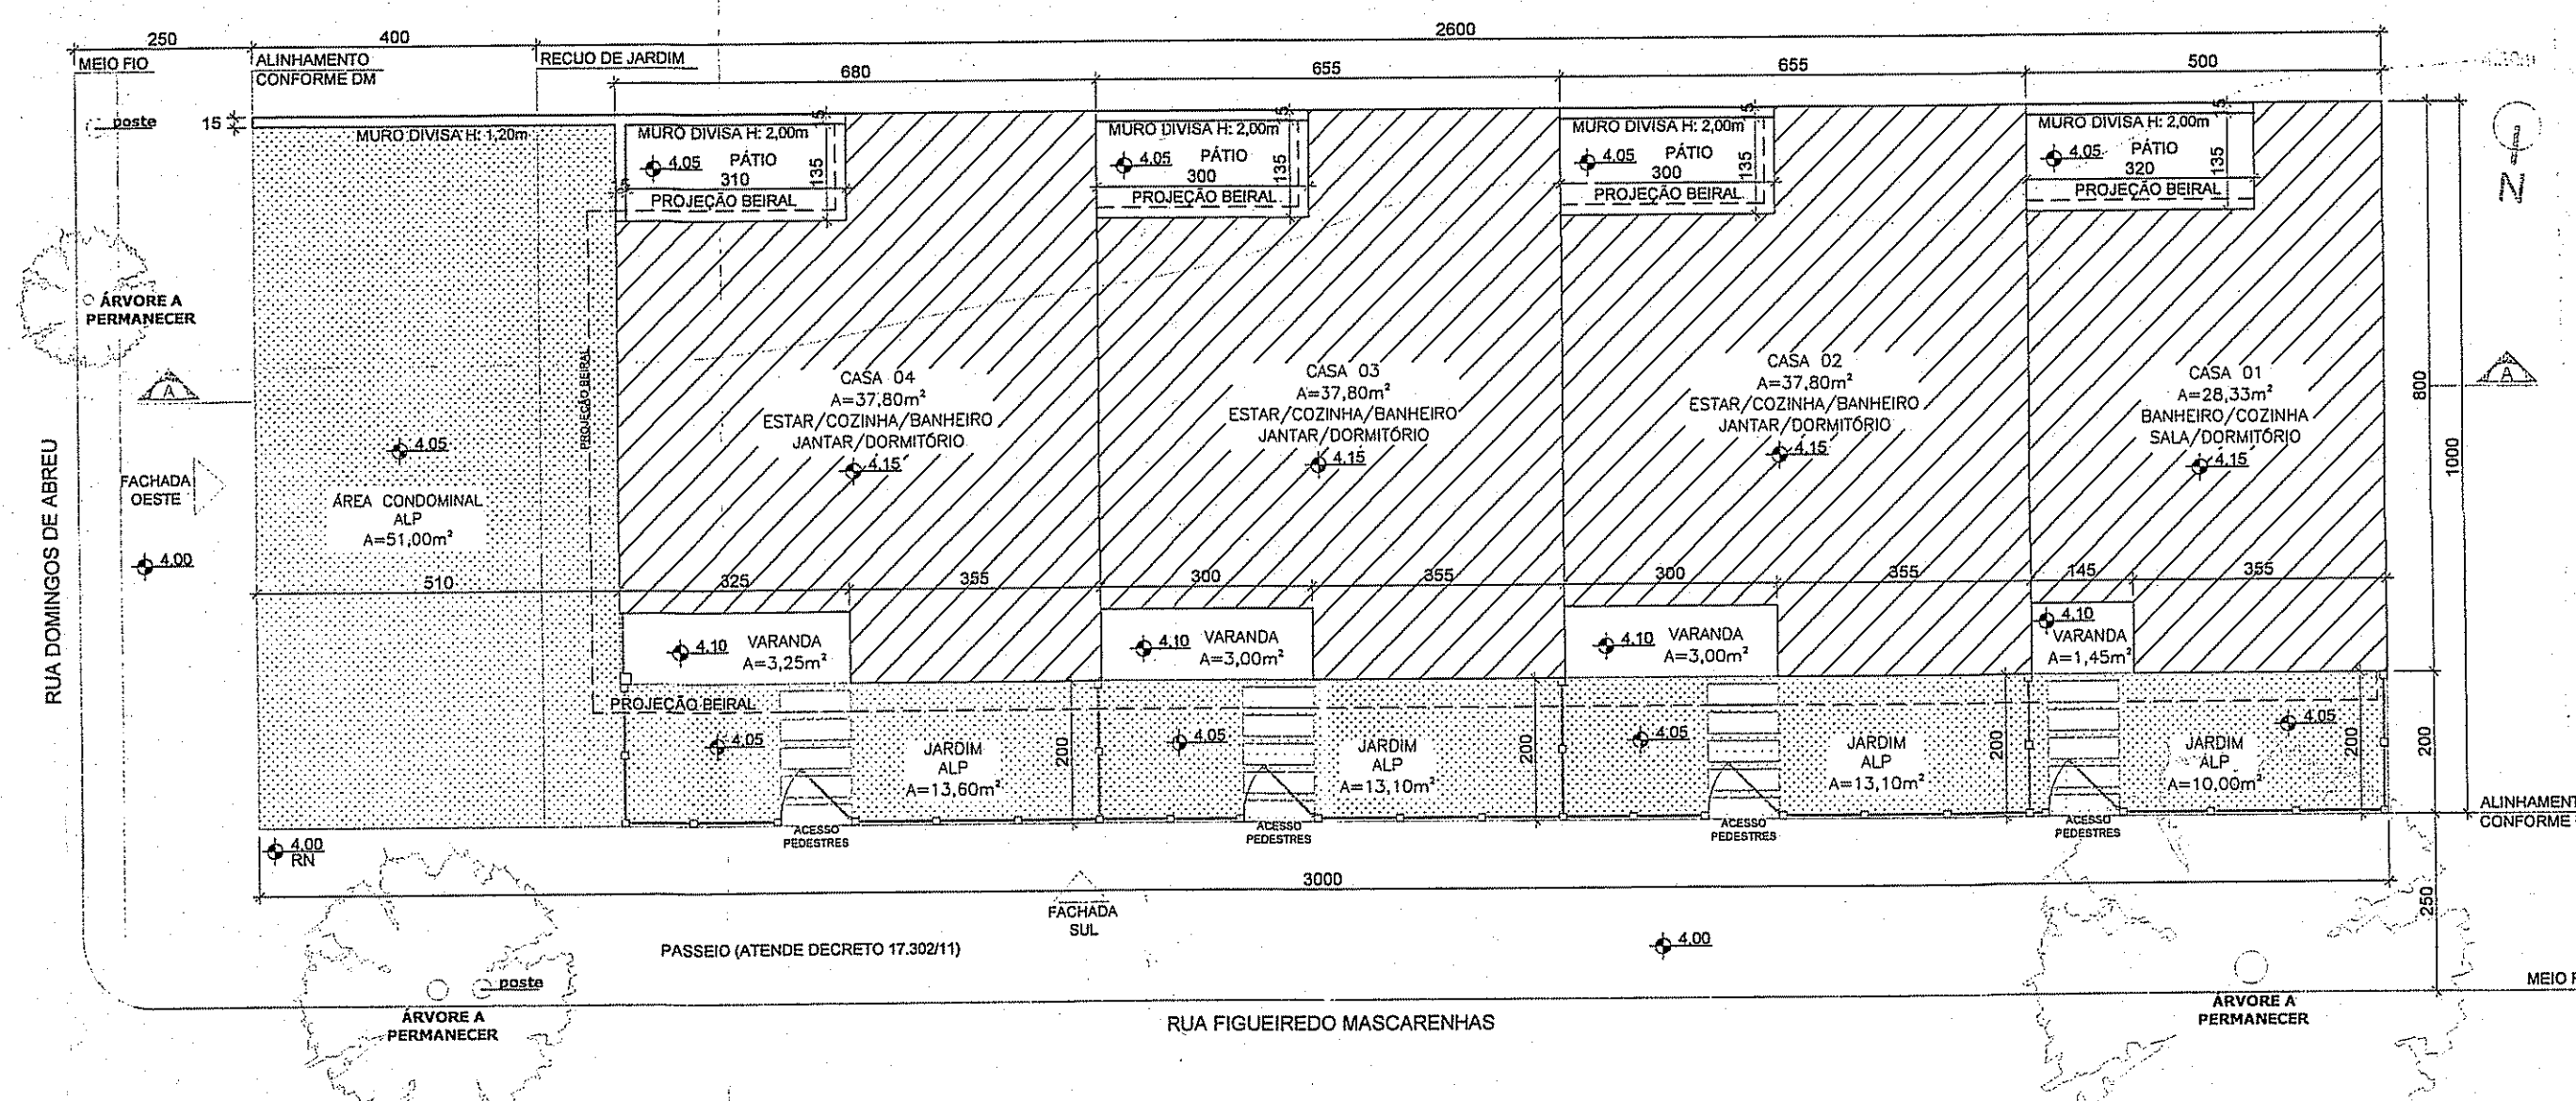 250
400
2600
MEIO FIO
ALINHAMENTO
CONFORME DM
RECUO DE JARDIM
680
655
655
500
poste
15
MURO DIVISA H: 1,20m
MURO DIVISA H: 2,00m
4.05 PÁTIO
310
135
5
5
PROJEÇÃO BEIRAL
MURO DIVISA H: 2,00m
4.05 PÁTIO
300
135
5
PROJEÇÃO BEIRAL
MURO DIVISA H: 2,00m
4.05 PÁTIO
300
135
5
PROJEÇÃO BEIRAL
MURO DIVISA H: 2,00m
4.05 PÁTIO
320
135
5
PROJEÇÃO BEIRAL
N
ÁRVORE A
PERMANECER
A
PROJEÇÃO BEIRAL
CASA 04
A=37,80m²
ESTAR/COZINHA/BANHEIRO
JANTAR/DORMITÓRIO
4.15
CASA 03
A=37,80m²
ESTAR/COZINHA/BANHEIRO
JANTAR/DORMITÓRIO
4.15
CASA 02
A=37,80m²
ESTAR/COZINHA/BANHEIRO
JANTAR/DORMITÓRIO
4.15
CASA 01
A=28,33m²
BANHEIRO/COZINHA
SALA/DORMITÓRIO
4.15
800
1000
A
RUA DOMINGOS DE ABREU
FACHADA
OESTE
4.00
4.05
ÁREA CONDOMINAL
ALP
A=51,00m²
510
325
355
300
355
300
355
145
355
4.10 VARANDA
A=3,25m²
4.10 VARANDA
A=3,00m²
4.10 VARANDA
A=3,00m²
4.10
VARANDA
A=1,45m²
PROJEÇÃO BEIRAL
4.05
JARDIM
ALP
A=13,60m²
200
4.05
JARDIM
ALP
A=13,10m²
200
4.05
JARDIM
ALP
A=13,10m²
200
4.05
JARDIM
ALP
A=10,00m²
200
200
ACESSO
PEDESTRES
ACESSO
PEDESTRES
ACESSO
PEDESTRES
ACESSO
PEDESTRES
ALINHAMENT
CONFORME
4.00
RN
3000
250
FACHADA
SUL
PASSEIO (ATENDE DECRETO 17.302/11)
4.00
poste
ÁRVORE A
PERMANECER
RUA FIGUEIREDO MASCARENHAS
ÁRVORE A
PERMANECER
MEIO F